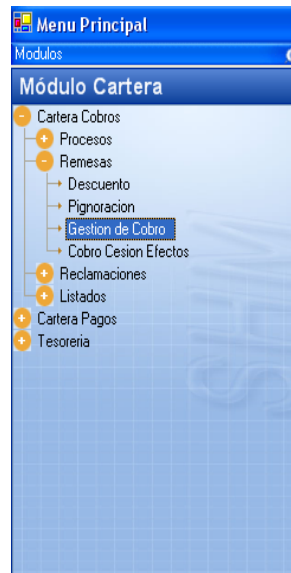 Menu Principal
Modulos
Módulo Cartera
Cartera Cobros
Procesos
Remesas
Descuento
Pignoracion
Gestion de Cobro
Cobro Cesion Efectos
Reclamaciones
Listados
Cartera Pagos
Tesoreria